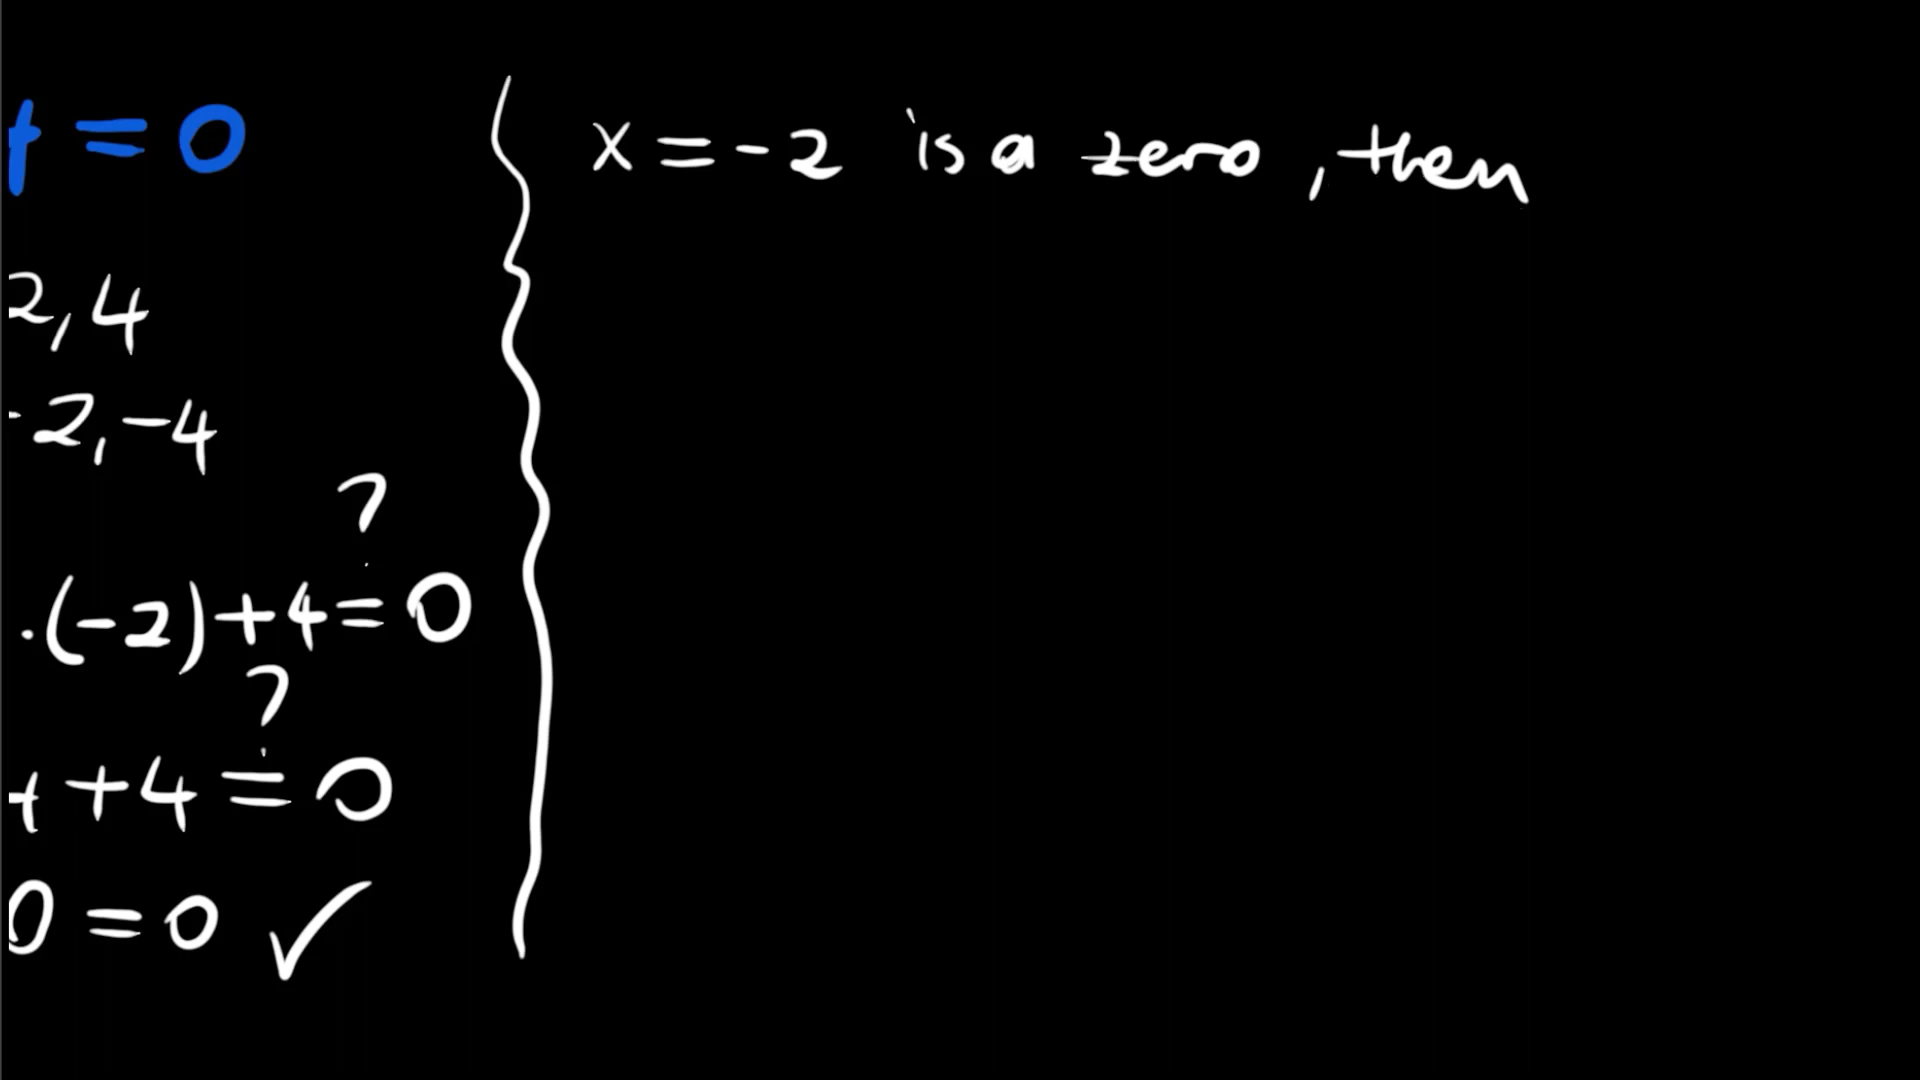 = 0
x = -2 is a zero, then
2, 4
-2, -4
?
·(-2) + 4 = 0
?
+ 4 = 0
0 = 0 ✓